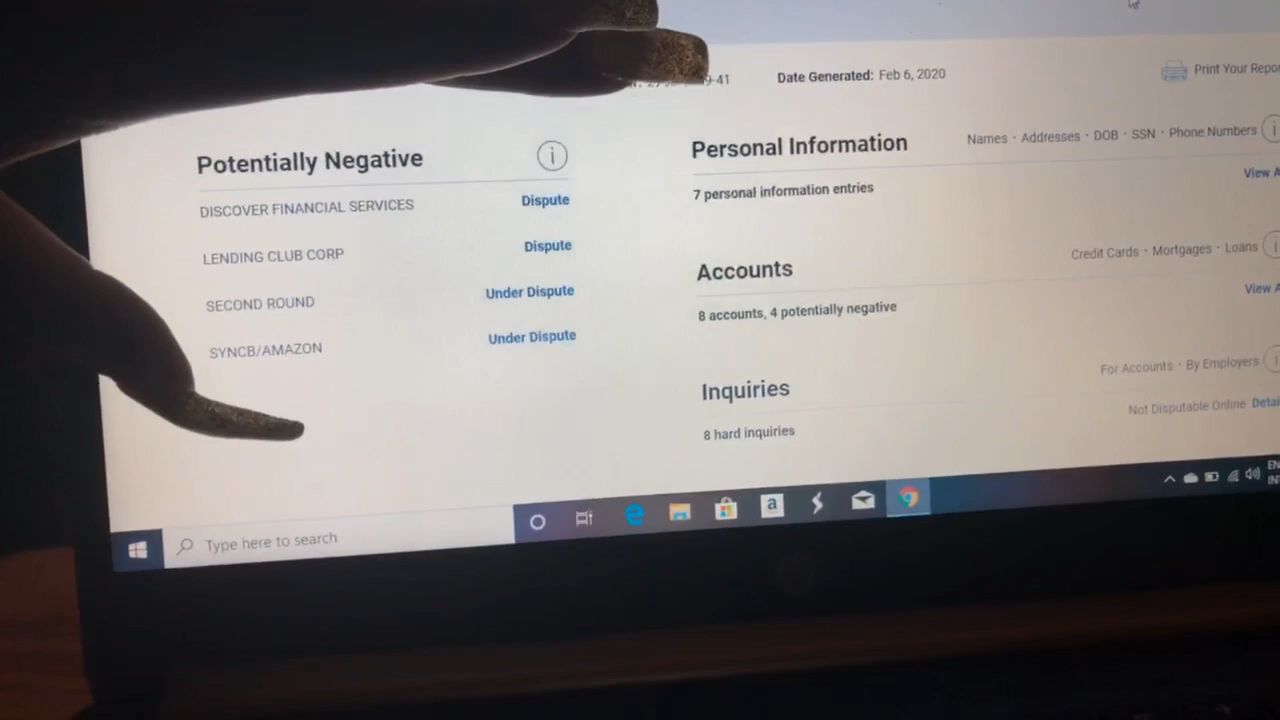 Date Generated: Feb 6, 2020
Print Your
Potentially Negative
DISCOVER FINANCIAL SERVICES Dispute
LENDING CLUB CORP Dispute
SECOND ROUND Under Dispute
SYNCB/AMAZON Under Dispute
Personal Information Names · Addresses · DOB · SSN · Phone Numbers
View
7 personal information entries
Accounts Credit Cards · Mortgages · Loans
View
8 accounts, 4 potentially negative
Inquiries For Accounts · By Employers
Not Disputable Online
8 hard inquiries
Type here to search
a